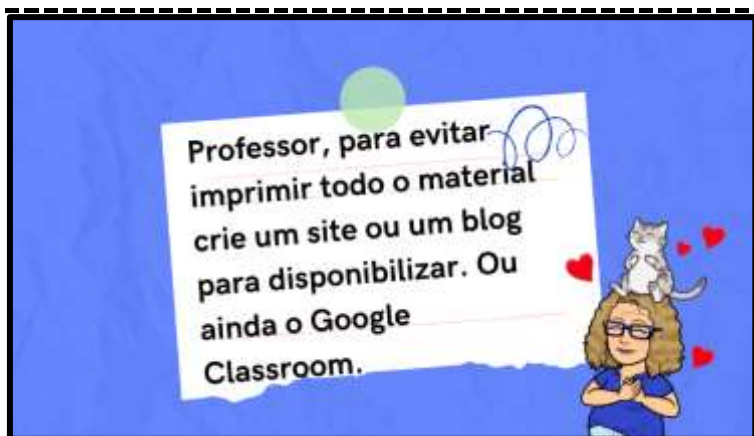 Professor, para evitar
imprimir todo o material
crie um site ou um blog
para disponibilizar. Ou
ainda o Google
Classroom.